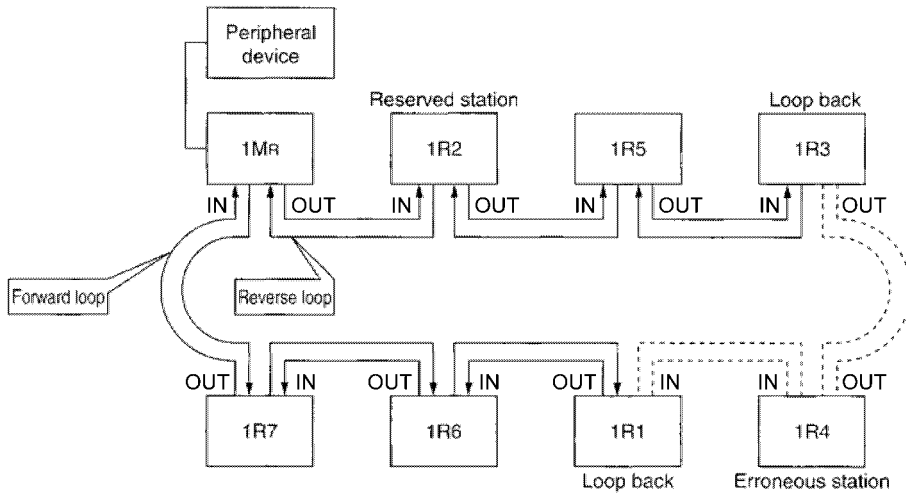 Peripheral
device
Reserved station
Loop back
1MR
1R2
1R5
1R3
IN
OUT
IN
OUT
IN
OUT
IN
OUT
Forward loop
Reverse loop
OUT
IN
OUT
IN
OUT
IN
IN
OUT
1R7
1R6
1R1
1R4
Loop back
Erroneous station